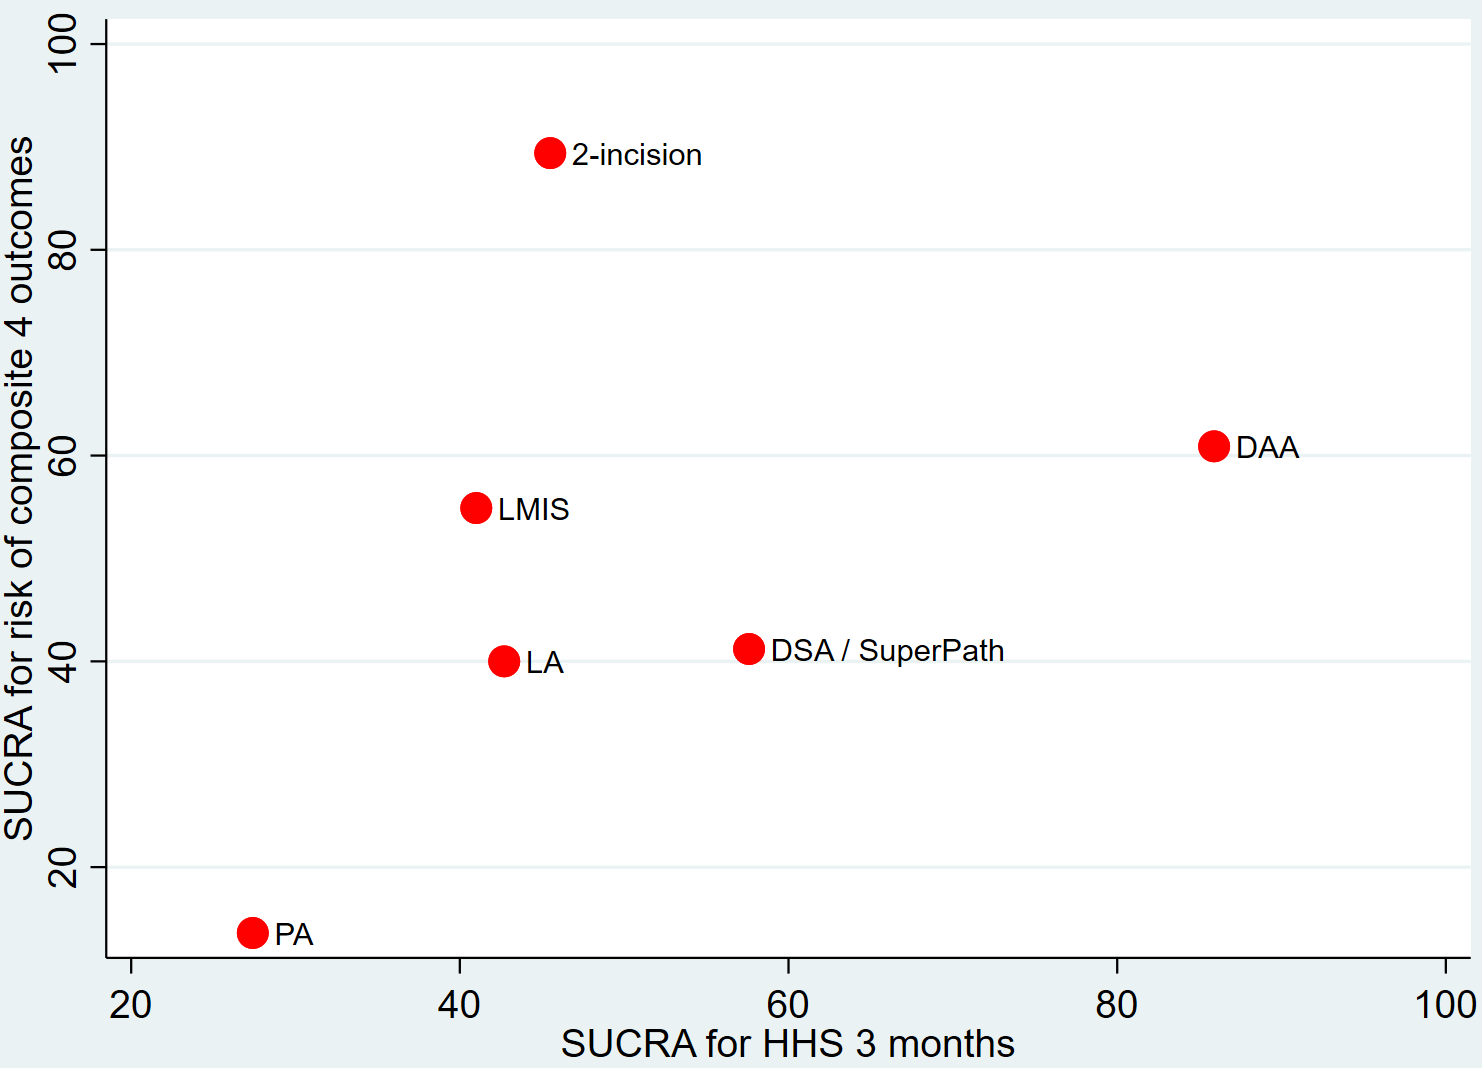 SUCRA for risk of composite 4 outcomes
100
80
60
40
20
2-incision
DAA
LMIS
DSA / SuperPath
LA
PA
20 40 60 80 100
SUCRA for HHS 3 months